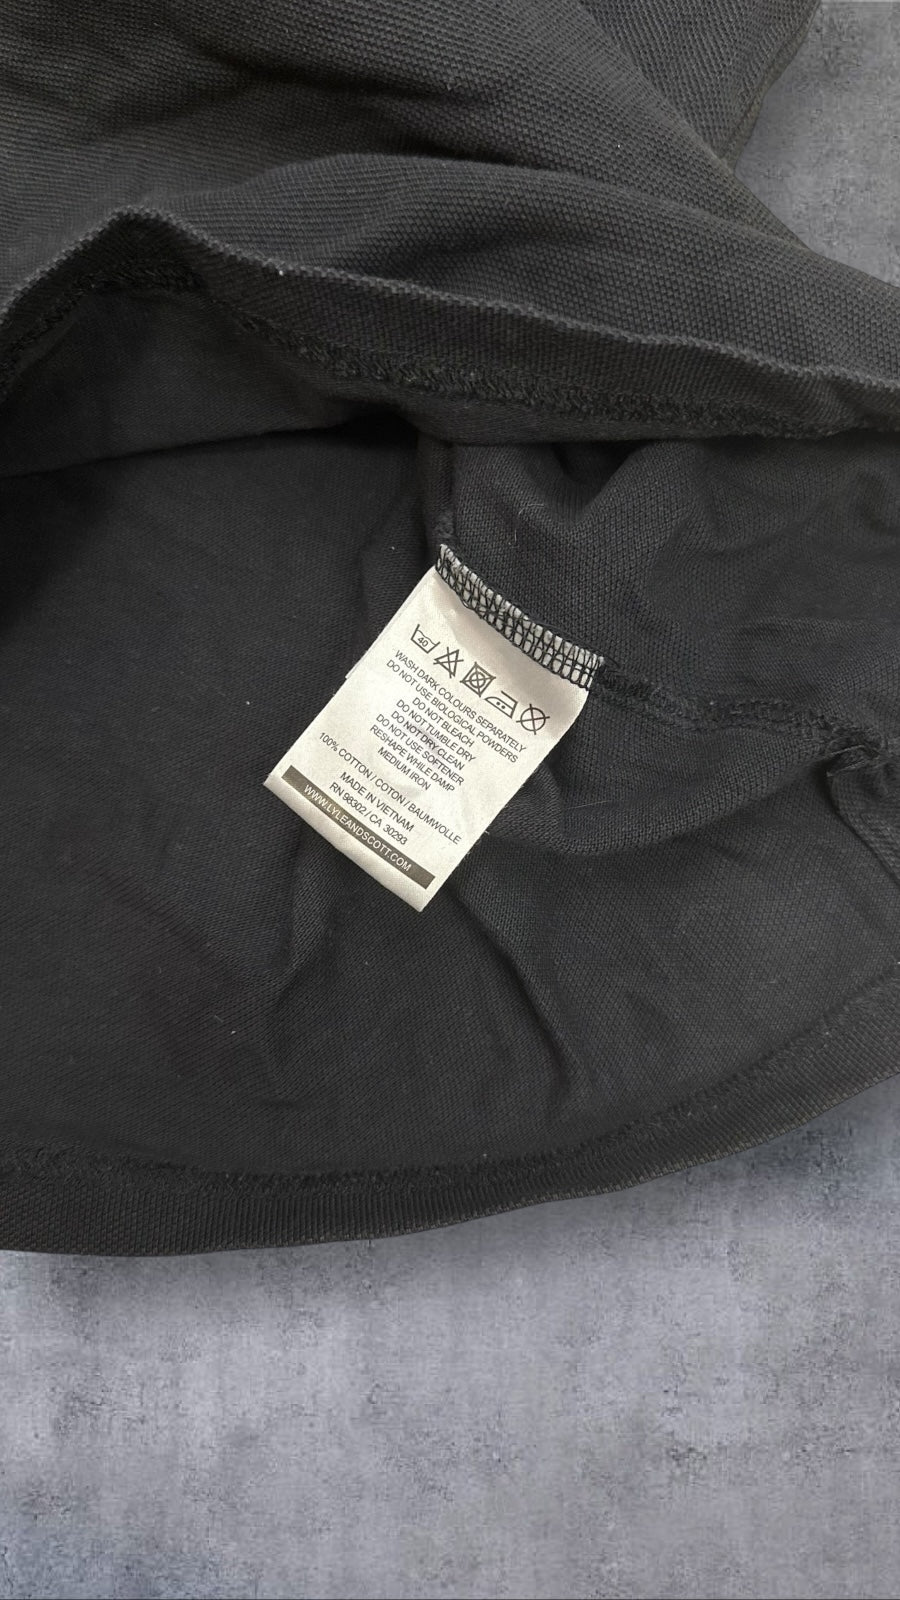 40
WASH DARK COLOURS SEPARATELY
DO NOT USE BIOLOGICAL POWDERS
DO NOT BLEACH
DO NOT TUMBLE DRY
DO NOT DRY CLEAN
DO NOT USE SOFTENER
RESHAPE WHILE DAMP
MEDIUM IRON
100% COTTON / COTON / BAUMWOLLE
MADE IN VIETNAM
RN 98302 / CA 30293
WWW.LYLEANDSCOTT.COM